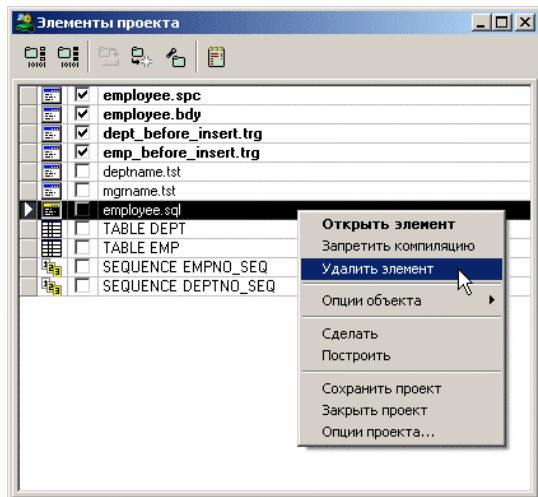 Элементы проекта
employee.spc
employee.bdy
dept_before_insert.trg
emp_before_insert.trg
deptname.tst
mgrname.tst
employee.sql
TABLE DEPT
TABLE EMP
SEQUENCE EMPNO_SEQ
SEQUENCE DEPTNO_SEQ
Открыть элемент
Запретить компиляцию
Удалить элемент
Опции объекта
Сделать
Построить
Сохранить проект
Закрыть проект
Опции проекта...